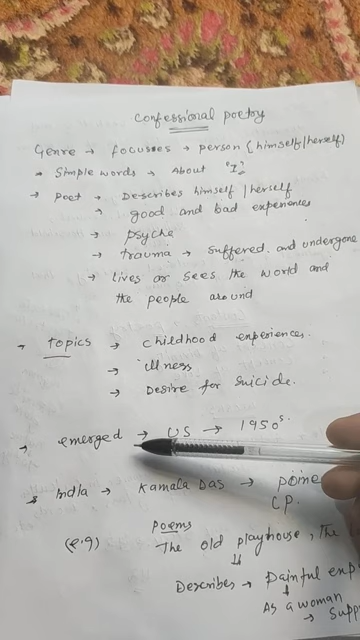 Confessional poetry
Genre → focusses → person (himself/herself)
→ Simple words → About "I"
→ Poet → Describes himself/herself
→ good and bad experiences
→ psyche
→ trauma → suffered and undergone
→ Lives or sees the world and
the people around
→ Topics → childhood experiences.
→ illness
→ Desire for suicide.
→ emerged → US → 1950s.
→ India → Kamala Das →
CP.
Poems
(e.g) The old playhouse, The
Describes → Painful exp
As a woman
→ Supp